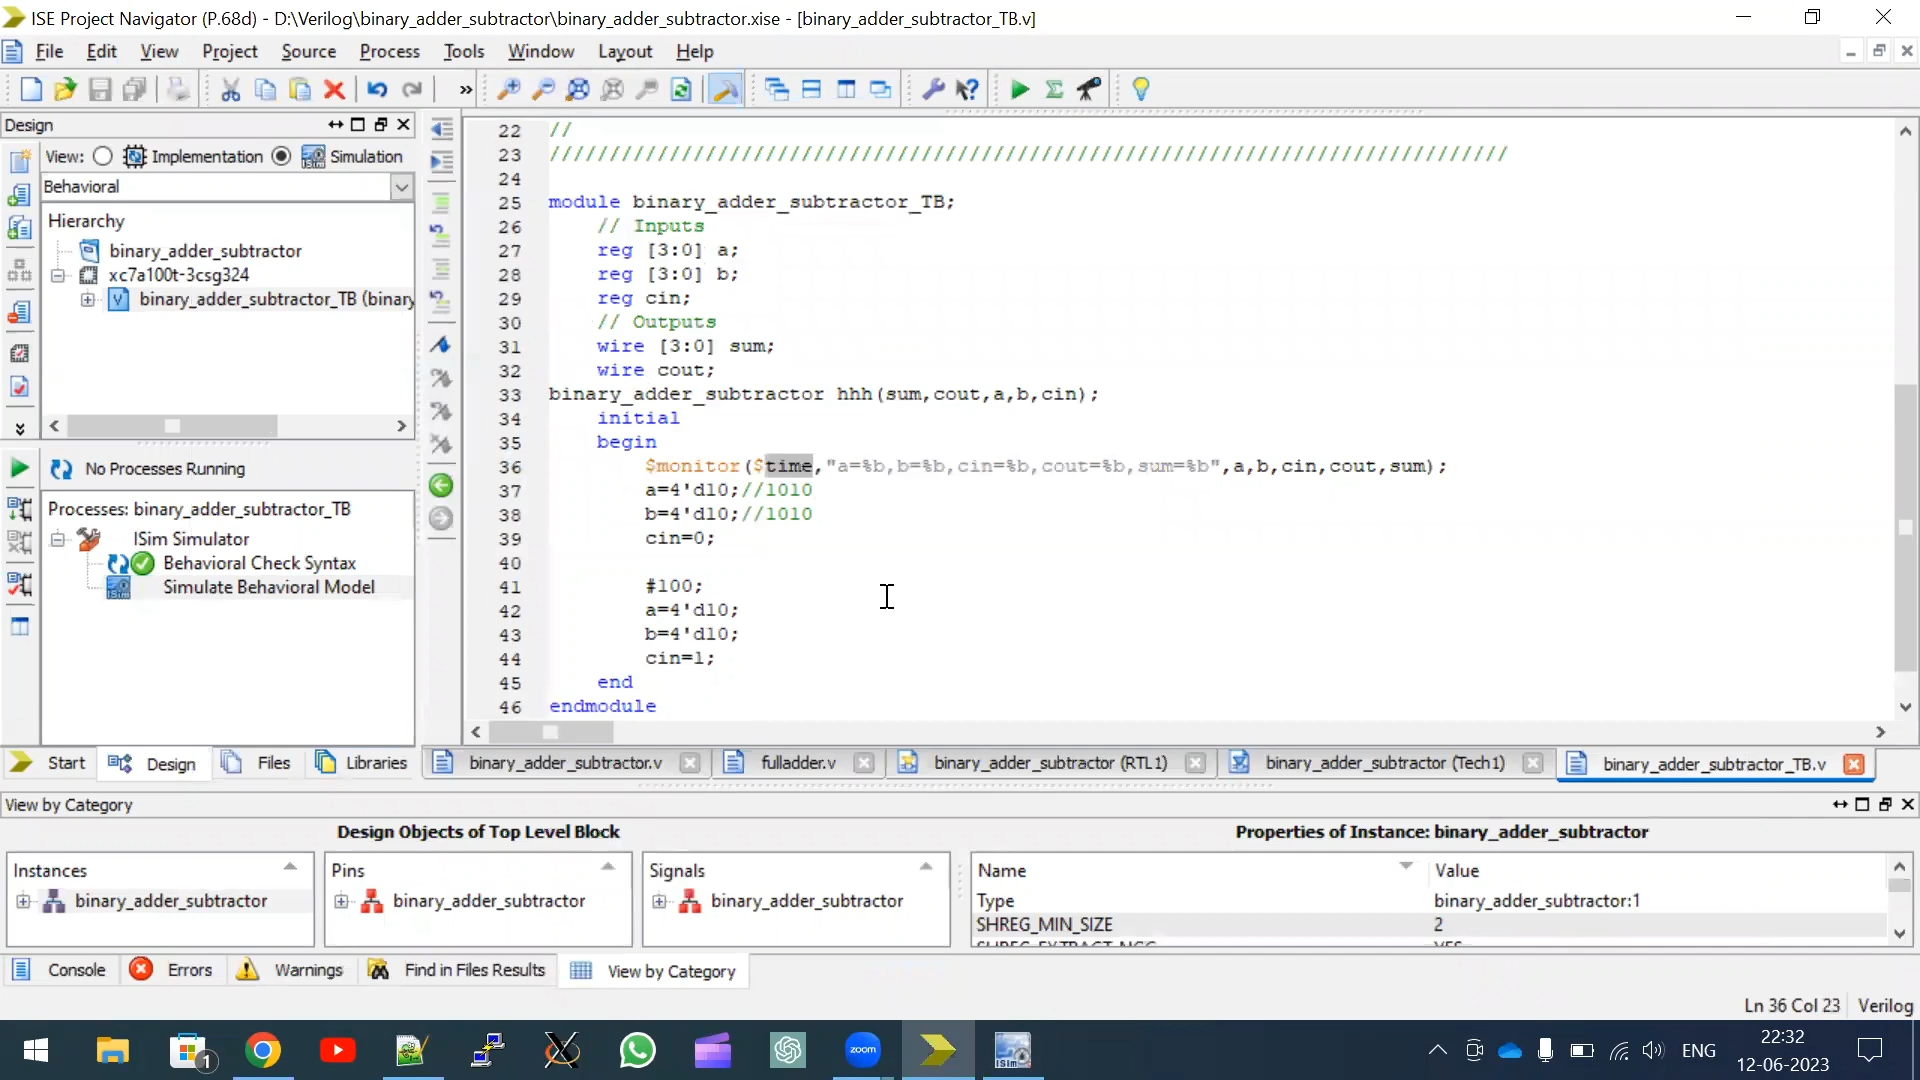 ISE Project Navigator (P.68d) - D:\Verilog\binary_adder_subtractor\binary_adder_subtractor.xise - [binary_adder_subtractor_TB.v]
File Edit View Project Source Process Tools Window Layout Help
»
Design
View: Implementation Simulation
Behavioral
Hierarchy
binary_adder_subtractor
xc7a100t-3csg324
binary_adder_subtractor_TB (binary
No Processes Running
Processes: binary_adder_subtractor_TB
ISim Simulator
Behavioral Check Syntax
Simulate Behavioral Model
22 //
23 ////////////////////////////////////////////////////////////////////////////////
24
25 module binary_adder_subtractor_TB;
26 // Inputs
27 reg [3:0] a;
28 reg [3:0] b;
29 reg cin;
30 // Outputs
31 wire [3:0] sum;
32 wire cout;
33 binary_adder_subtractor hhh(sum,cout,a,b,cin);
34 initial
35 begin
36 $monitor($time,"a=%b,b=%b,cin=%b,cout=%b,sum=%b",a,b,cin,cout,sum);
37 a=4'd10;//1010
38 b=4'd10;//1010
39 cin=0;
40
41 #100;
42 a=4'd10;
43 b=4'd10;
44 cin=1;
45 end
46 endmodule
Start Design Files Libraries
binary_adder_subtractor.v fulladder.v binary_adder_subtractor (RTL1) binary_adder_subtractor (Tech1) binary_adder_subtractor_TB.v
View by Category
Design Objects of Top Level Block
Properties of Instance: binary_adder_subtractor
Instances Pins Signals Name Value
binary_adder_subtractor binary_adder_subtractor binary_adder_subtractor Type binary_adder_subtractor:1
SHREG_MIN_SIZE 2
Console Errors Warnings Find in Files Results View by Category
Ln 36 Col 23 Verilog
1
zoom
ISim
ENG
22:32
12-06-2023